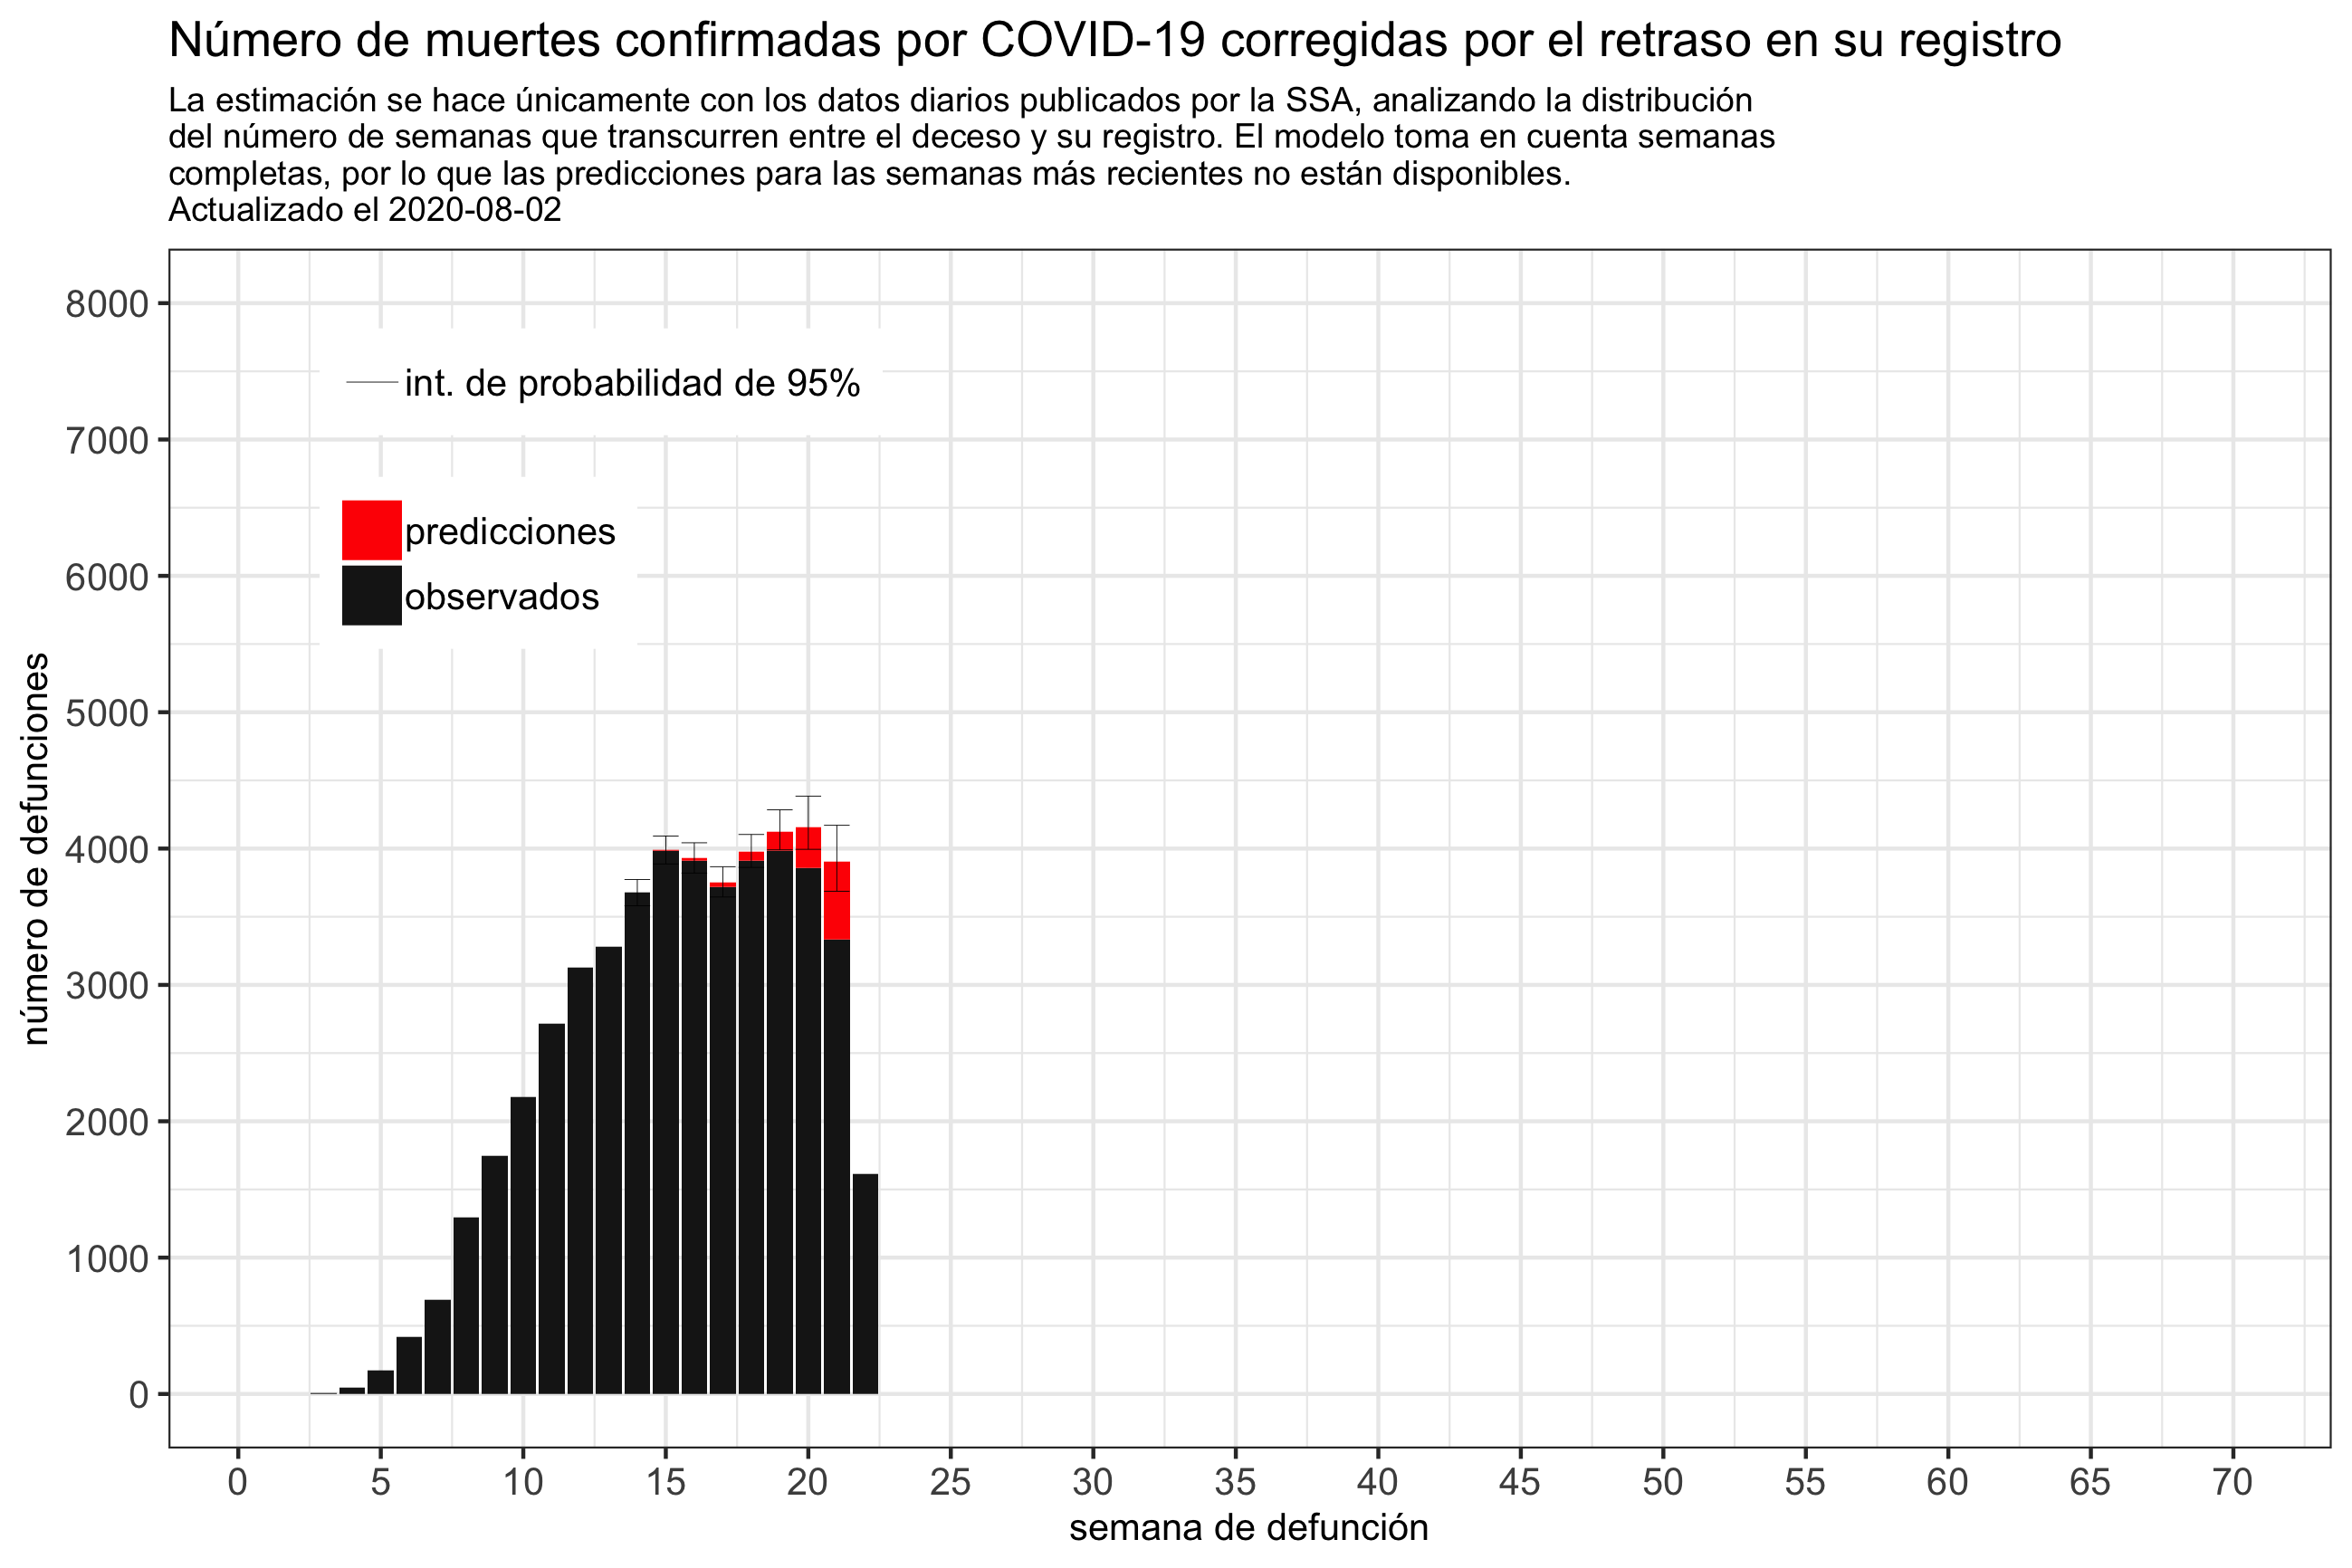 Número de muertes confirmadas por COVID-19 corregidas por el retraso en su registro
La estimación se hace únicamente con los datos diarios publicados por la SSA, analizando la distribución
del número de semanas que transcurren entre el deceso y su registro. El modelo toma en cuenta semanas
completas, por lo que las predicciones para las semanas más recientes no están disponibles.
Actualizado el 2020-08-02
8000
7000
6000
5000
4000
3000
2000
1000
0
número de defunciones
int. de probabilidad de 95%
predicciones
observados
0 5 10 15 20 25 30 35 40 45 50 55 60 65 70
semana de defunción